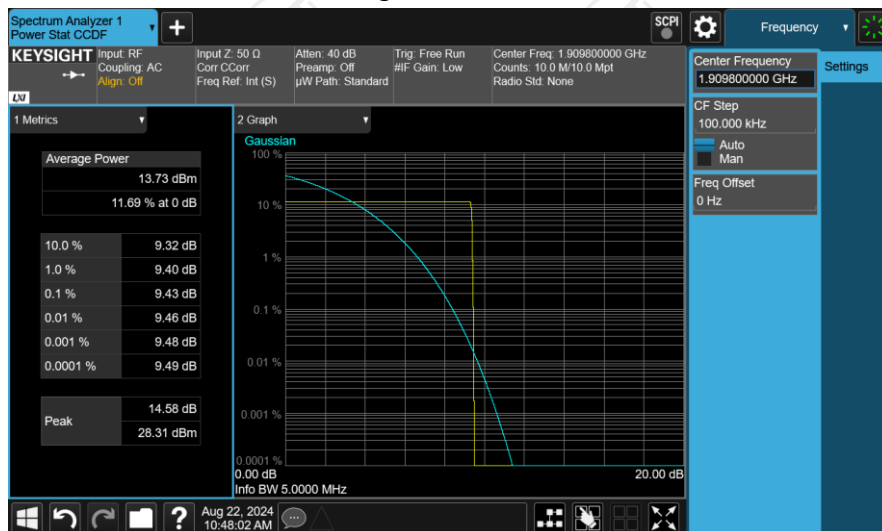 Spectrum Analyzer 1
Power Stat CCDF
SCPI
Frequency
KEYSIGHT
LXI
Input: RF
Coupling: AC
Align: Off
Input Z: 50 Ω
Corr CCorr
Freq Ref: Int (S)
Atten: 40 dB
Preamp: Off
µW Path: Standard
Trig: Free Run
#IF Gain: Low
Center Freq: 1.909800000 GHz
Counts: 10.0 M/10.0 Mpt
Radio Std: None
Center Frequency
1.909800000 GHz
Settings
CF Step
100.000 kHz
Auto
Man
Freq Offset
0 Hz
1 Metrics
Average Power
13.73 dBm
11.69 % at 0 dB
10.0 % 9.32 dB
1.0 % 9.40 dB
0.1 % 9.43 dB
0.01 % 9.46 dB
0.001 % 9.48 dB
0.0001 % 9.49 dB
Peak
14.58 dB
28.31 dBm
2 Graph
Gaussian
100 %
10 %
1 %
0.1 %
0.01 %
0.001 %
0.0001 %
0.00 dB 20.00 dB
Info BW 5.0000 MHz
?
Aug 22, 2024
10:48:02 AM